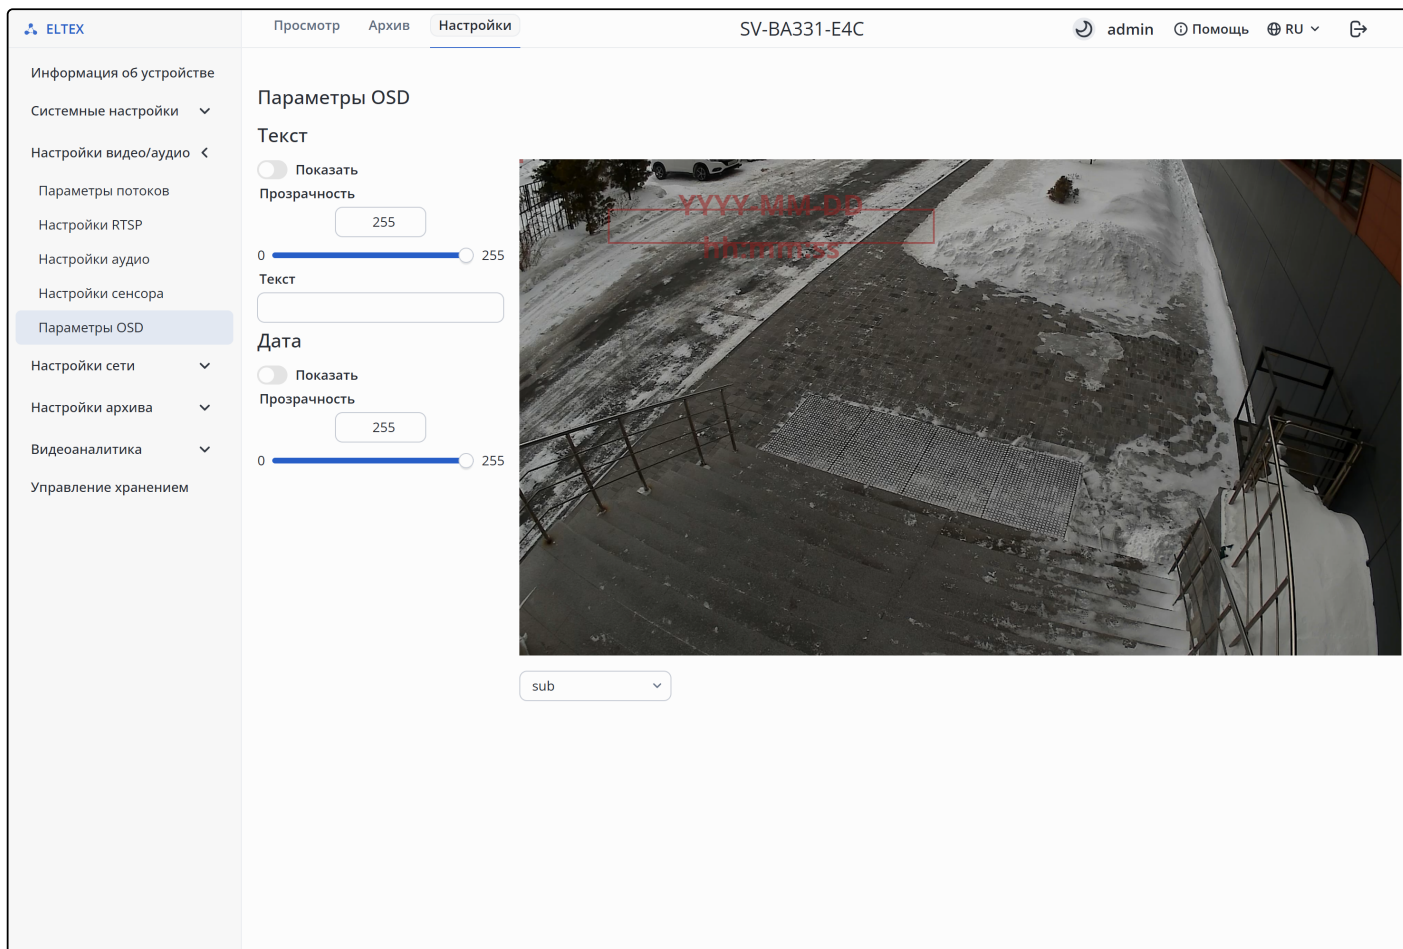 ELTEX
Просмотр Архив Настройки
SV-BA331-E4C
admin Помощь RU
Информация об устройстве
Системные настройки
Настройки видео/аудио
Параметры потоков
Настройки RTSP
Настройки аудио
Настройки сенсора
Параметры OSD
Настройки сети
Настройки архива
Видеоаналитика
Управление хранением
Параметры OSD
Текст
Показать
Прозрачность
255
0 255
Текст
Дата
Показать
Прозрачность
255
0 255
YYYY-MM-DD
hh:mm:ss
sub